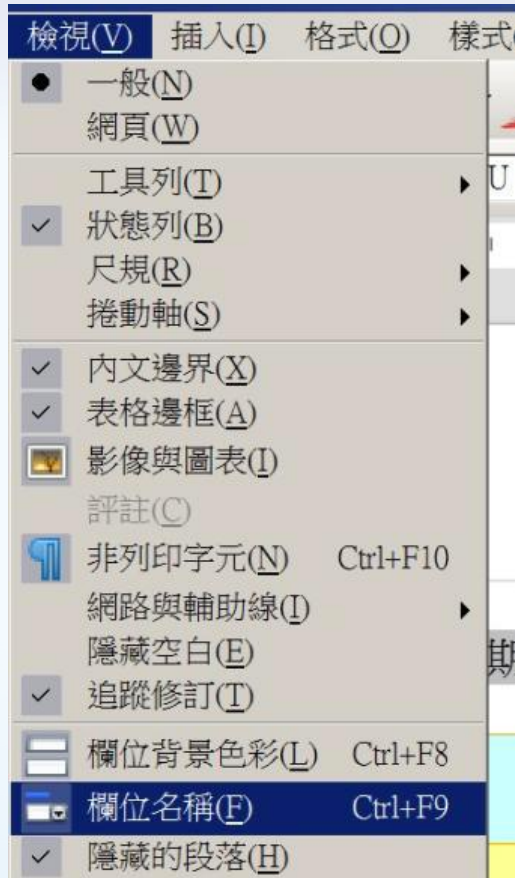 檢視(V) 插入(I) 格式(O) 樣式(
一般(N)
網頁(W)
工具列(T)
U
狀態列(B)
尺規(R)
捲動軸(S)
內文邊界(X)
表格邊框(A)
影像與圖表(I)
評註(C)
非列印字元(N) Ctrl+F10
網路與輔助線(I)
隱藏空白(E)
期
追蹤修訂(T)
欄位背景色彩(L) Ctrl+F8
欄位名稱(F) Ctrl+F9
隱藏的段落(H)